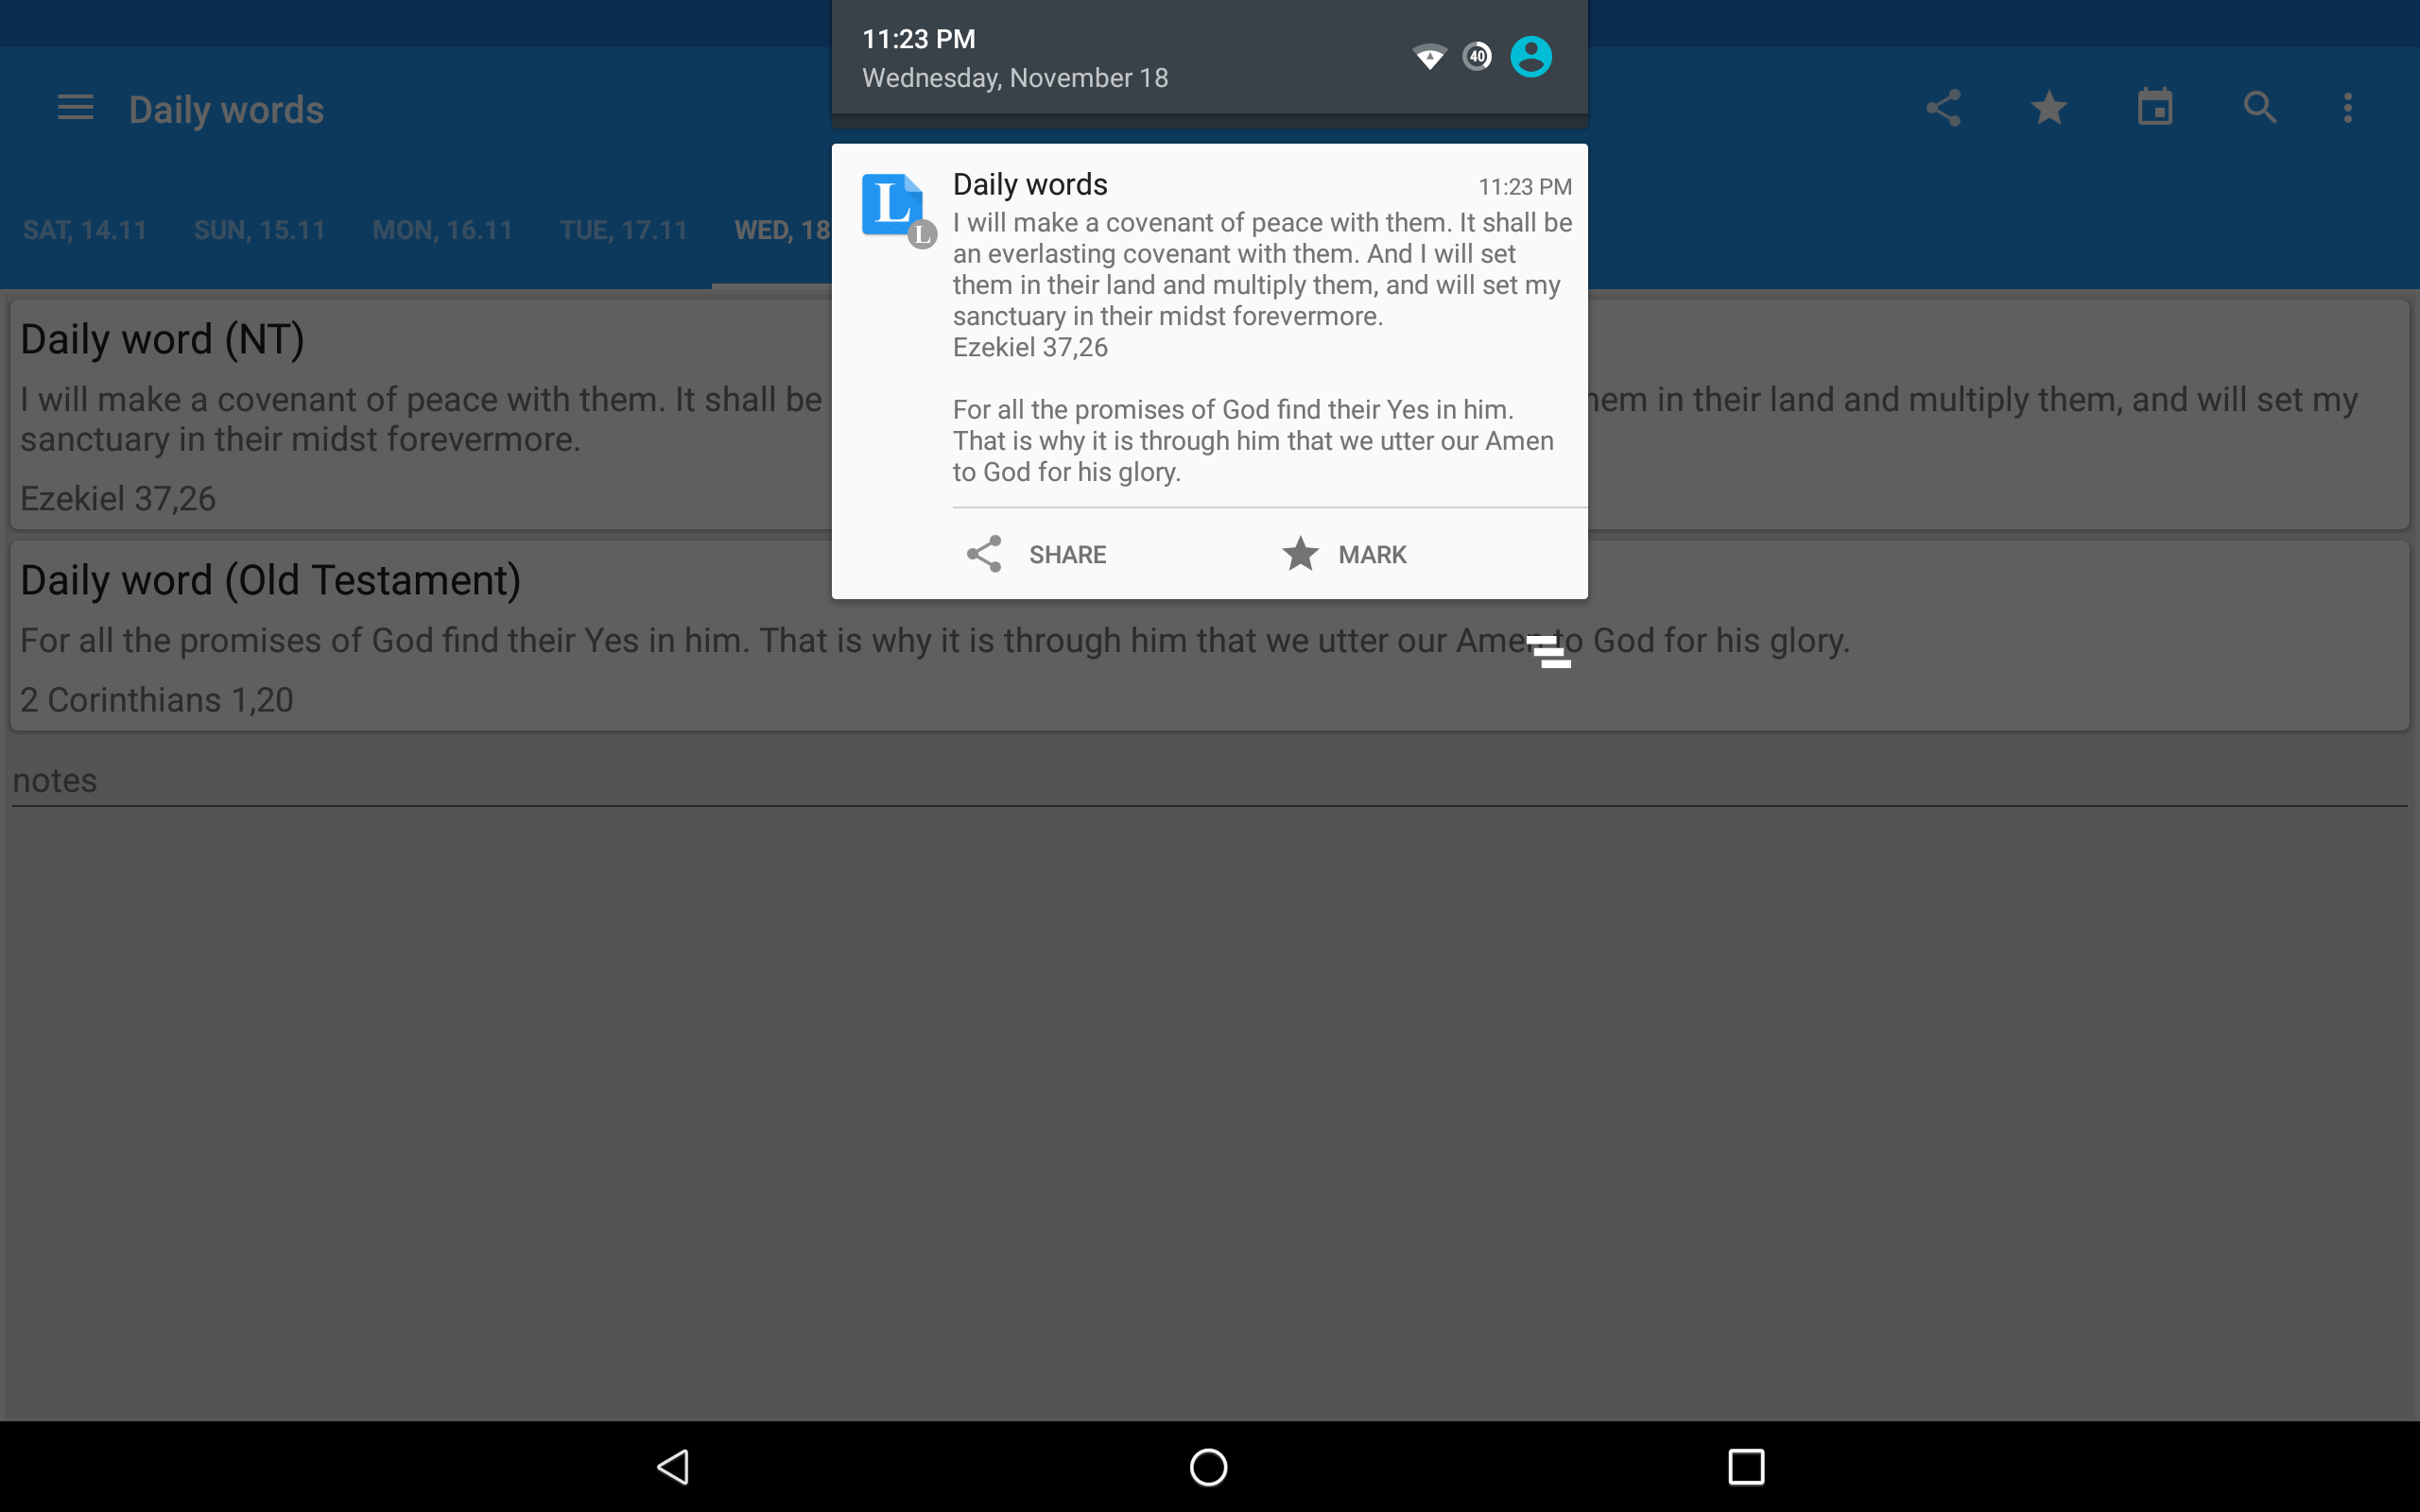 11:23 PM
Wednesday, November 18
40
Daily words
SAT, 14.11
SUN, 15.11
MON, 16.11
TUE, 17.11
WED, 18
L
L
Daily words
11:23 PM
I will make a covenant of peace with them. It shall be
an everlasting covenant with them. And I will set
them in their land and multiply them, and will set my
sanctuary in their midst forevermore.
Ezekiel 37,26
For all the promises of God find their Yes in him.
That is why it is through him that we utter our Amen
to God for his glory.
SHARE
MARK
Daily word (NT)
I will make a covenant of peace with them. It shall be hem in their land and multiply them, and will set my
sanctuary in their midst forevermore.
Ezekiel 37,26
Daily word (Old Testament)
For all the promises of God find their Yes in him. That is why it is through him that we utter our Amen to God for his glory.
2 Corinthians 1,20
notes